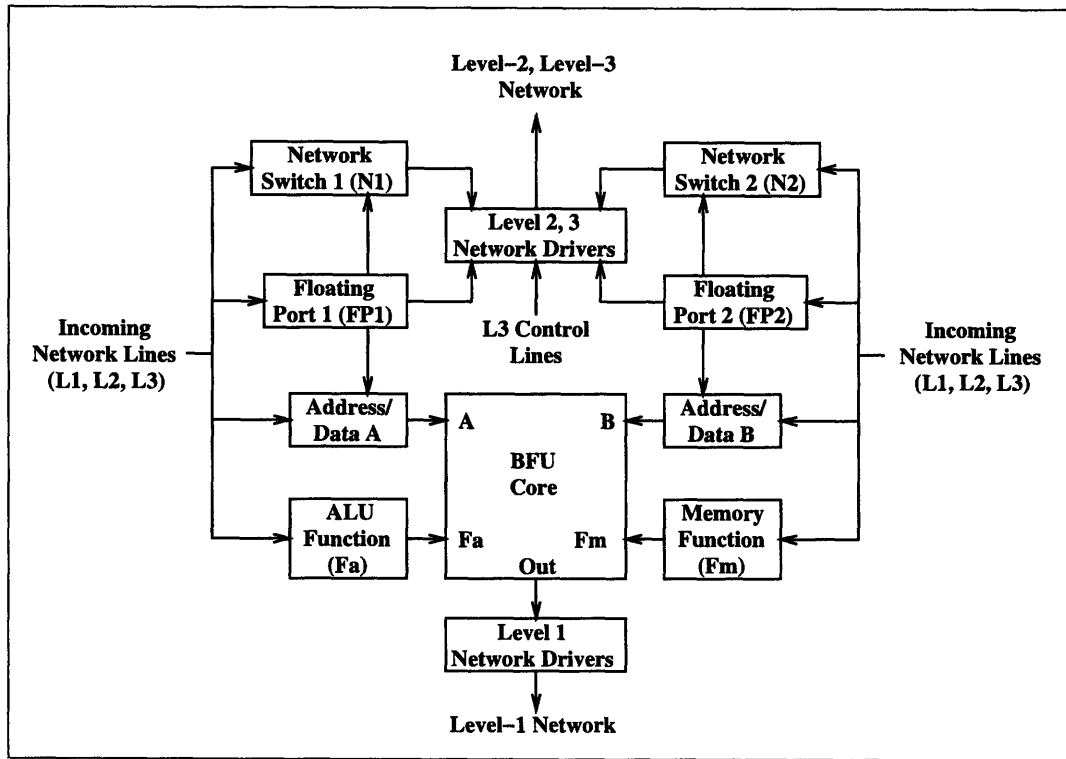 Level-2, Level-3
Network
Network
Switch 1 (N1)
Network
Switch 2 (N2)
Level 2, 3
Network Drivers
Floating
Port 1 (FP1)
Floating
Port 2 (FP2)
L3 Control
Lines
Incoming
Network Lines
(L1, L2, L3)
Incoming
Network Lines
(L1, L2, L3)
Address/
Data A
A
B
Address/
Data B
BFU
Core
ALU
Function
(Fa)
Fa
Fm
Memory
Function
(Fm)
Out
Level 1
Network Drivers
Level-1 Network